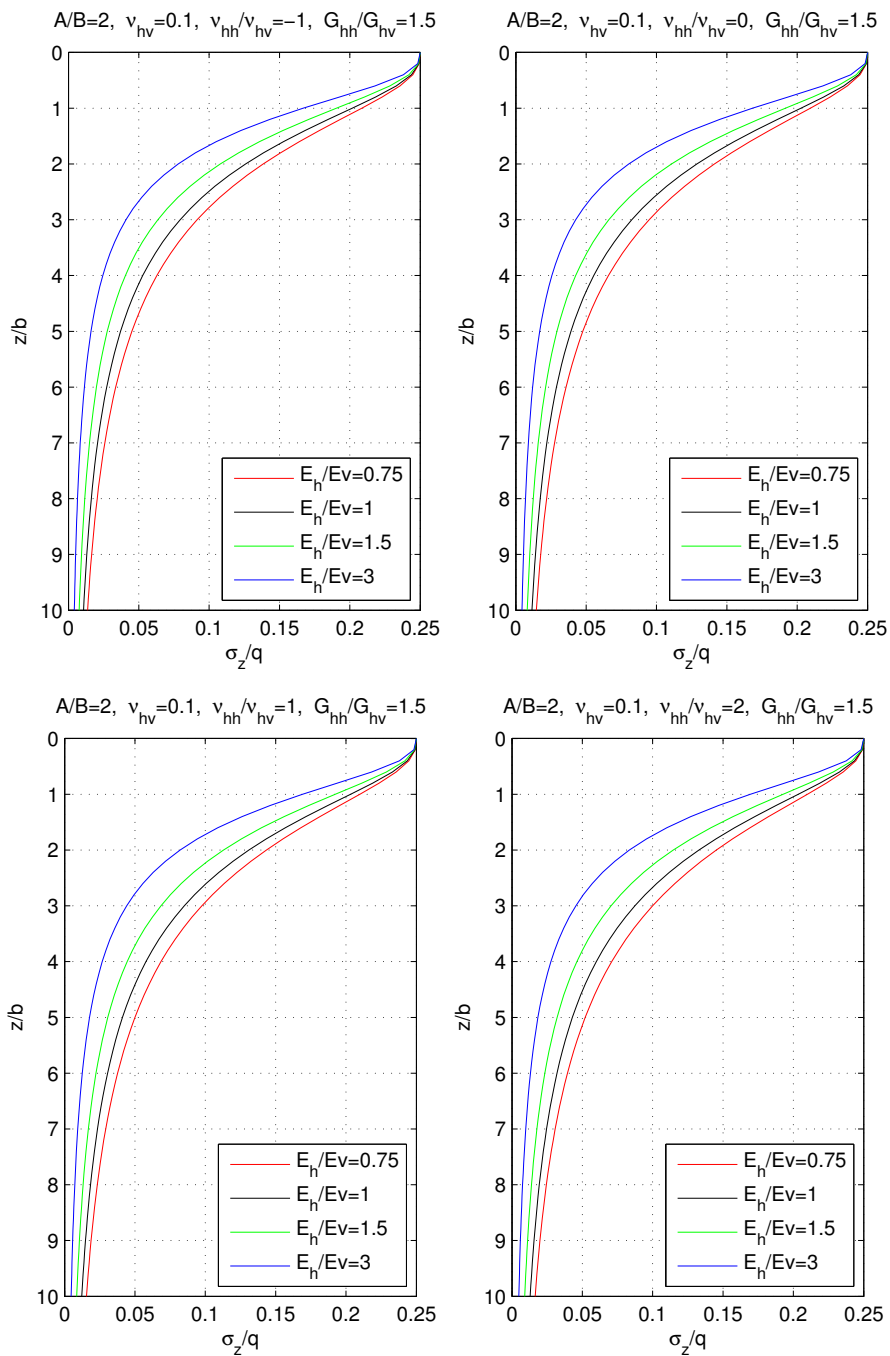 A/B=2, ν_hv=0.1, ν_hh/ν_hv=−1, G_hh/G_hv=1.5
0
1
2
3
4
5
6
7
8
9
10
z/b
E_h/Ev=0.75
E_h/Ev=1
E_h/Ev=1.5
E_h/Ev=3
0 0.05 0.1 0.15 0.2 0.25
σ_z/q
A/B=2, ν_hv=0.1, ν_hh/ν_hv=0, G_hh/G_hv=1.5
0
1
2
3
4
5
6
7
8
9
10
z/b
E_h/Ev=0.75
E_h/Ev=1
E_h/Ev=1.5
E_h/Ev=3
0 0.05 0.1 0.15 0.2 0.25
σ_z/q
A/B=2, ν_hv=0.1, ν_hh/ν_hv=1, G_hh/G_hv=1.5
0
1
2
3
4
5
6
7
8
9
10
z/b
E_h/Ev=0.75
E_h/Ev=1
E_h/Ev=1.5
E_h/Ev=3
0 0.05 0.1 0.15 0.2 0.25
σ_z/q
A/B=2, ν_hv=0.1, ν_hh/ν_hv=2, G_hh/G_hv=1.5
0
1
2
3
4
5
6
7
8
9
10
z/b
E_h/Ev=0.75
E_h/Ev=1
E_h/Ev=1.5
E_h/Ev=3
0 0.05 0.1 0.15 0.2 0.25
σ_z/q